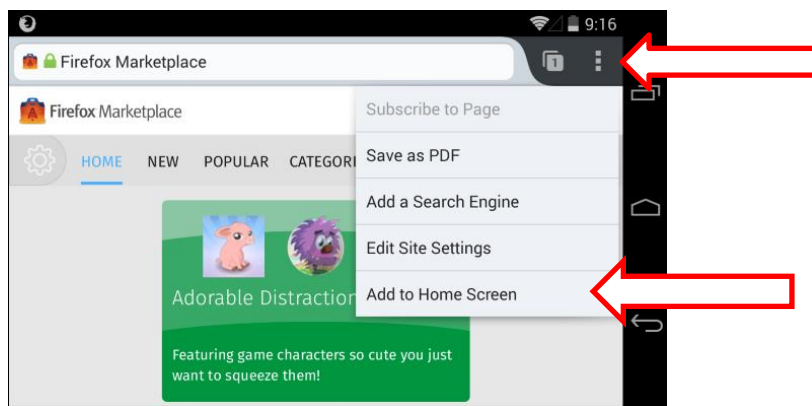 9:16
Firefox Marketplace
1
Firefox Marketplace
Subscribe to Page
HOME NEW POPULAR
Save as PDF
Add a Search Engine
Edit Site Settings
Add to Home Screen
Adorable
Featuring game characters so cute you just
want to squeeze them!